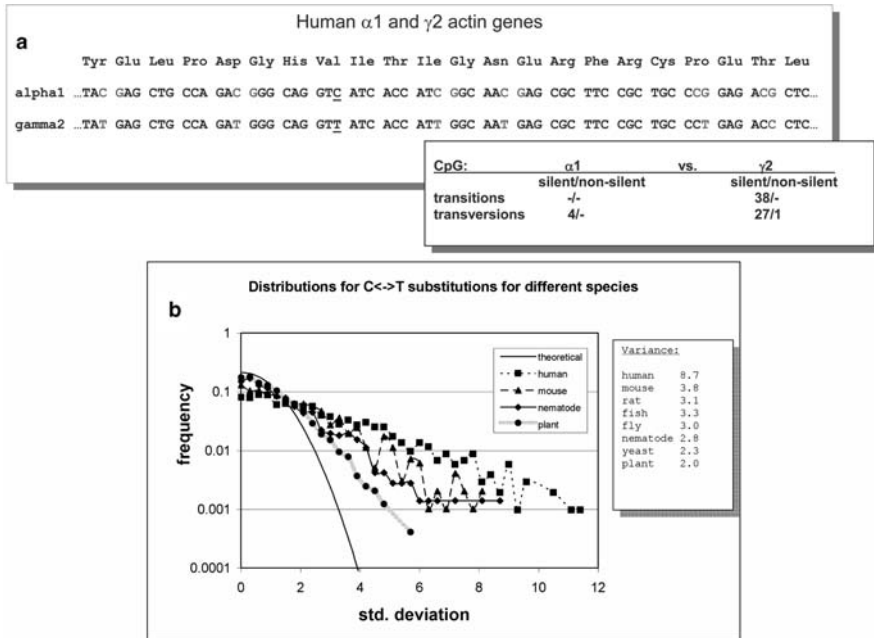 Human α1 and γ2 actin genes
a
Tyr Glu Leu Pro Asp Gly His Val Ile Thr Ile Gly Asn Glu Arg Phe Arg Cys Pro Glu Thr Leu
alpha1 …TAC GAG CTG CCA GAC GGG CAG GTC ATC ACC ATC GGC AAC GAG CGC TTC CGC TGC CCG GAG ACG CTC…
gamma2 …TAT GAG CTG CCA GAT GGG CAG GTT ATC ACC ATT GGC AAT GAG CGC TTC CGC TGC CCT GAG ACC CTC…
CpG: α1 vs. γ2
silent/non-silent silent/non-silent
transitions -/- 38/-
transversions 4/- 27/1
Distributions for C<->T substitutions for different species
b
1
0.1
0.01
0.001
0.0001
frequency
0 2 4 6 8 10 12
std. deviation
theoretical
human
mouse
nematode
plant
Variance:
human 8.7
mouse 3.8
rat 3.1
fish 3.3
fly 3.0
nematode 2.8
yeast 2.3
plant 2.0